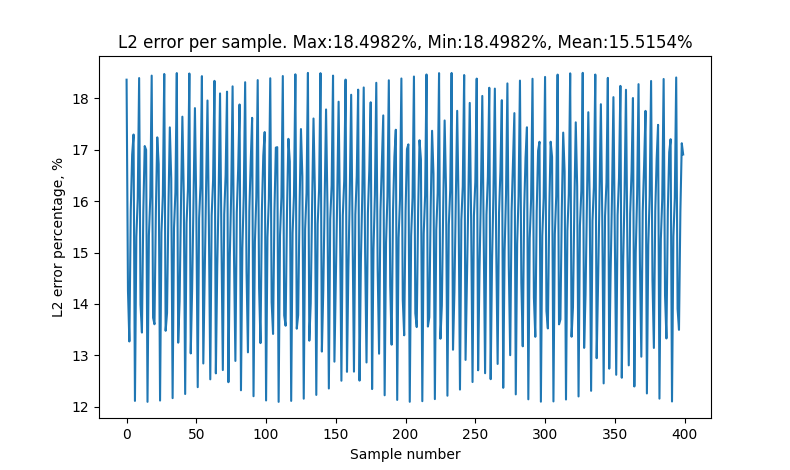 L2 error per sample. Max:18.4982%, Min:18.4982%, Mean:15.5154%
18
17
16
15
14
13
12
L2 error percentage, %
0 50 100 150 200 250 300 350 400
Sample number